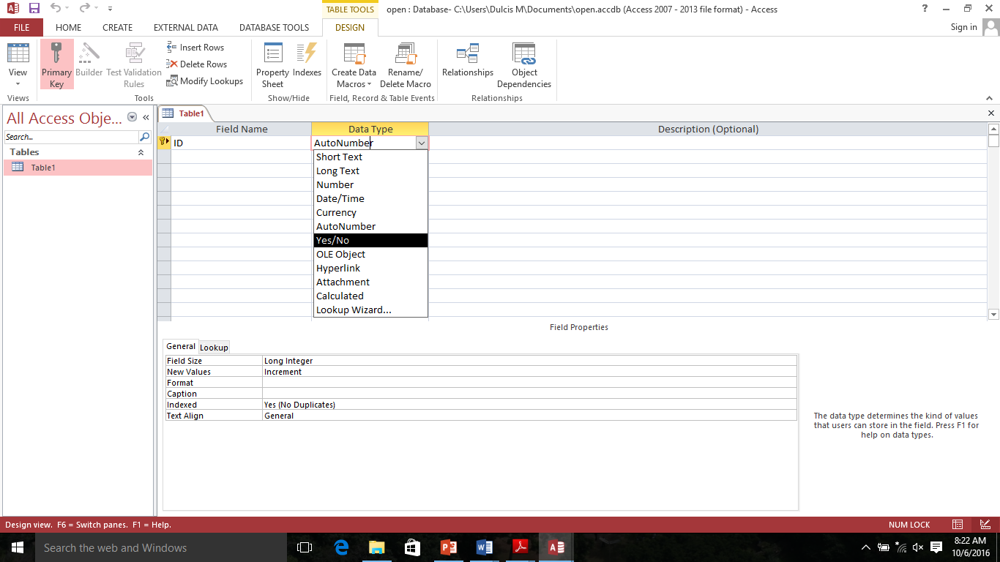 TABLE TOOLS
open : Database- C:\Users\Dulcis M\Documents\open.accdb (Access 2007 - 2013 file format) - Access
FILE HOME CREATE EXTERNAL DATA DATABASE TOOLS DESIGN Sign in
View
Primary Key
Builder
Test Validation Rules
Insert Rows
Delete Rows
Modify Lookups
Property Sheet
Indexes
Create Data Macros
Rename/ Delete Macro
Relationships
Object Dependencies
Views Tools Show/Hide Field, Record & Table Events Relationships
All Access Obje...
Search...
Tables
Table1
Table1
Field Name Data Type Description (Optional)
ID AutoNumber
Short Text
Long Text
Number
Date/Time
Currency
AutoNumber
Yes/No
OLE Object
Hyperlink
Attachment
Calculated
Lookup Wizard...
Field Properties
General Lookup
Field Size Long Integer
New Values Increment
Format
Caption
Indexed Yes (No Duplicates)
Text Align General
The data type determines the kind of values
that users can store in the field. Press F1 for
help on data types.
Design view. F6 = Switch panes. F1 = Help. NUM LOCK
Search the web and Windows
8:22 AM
10/6/2016